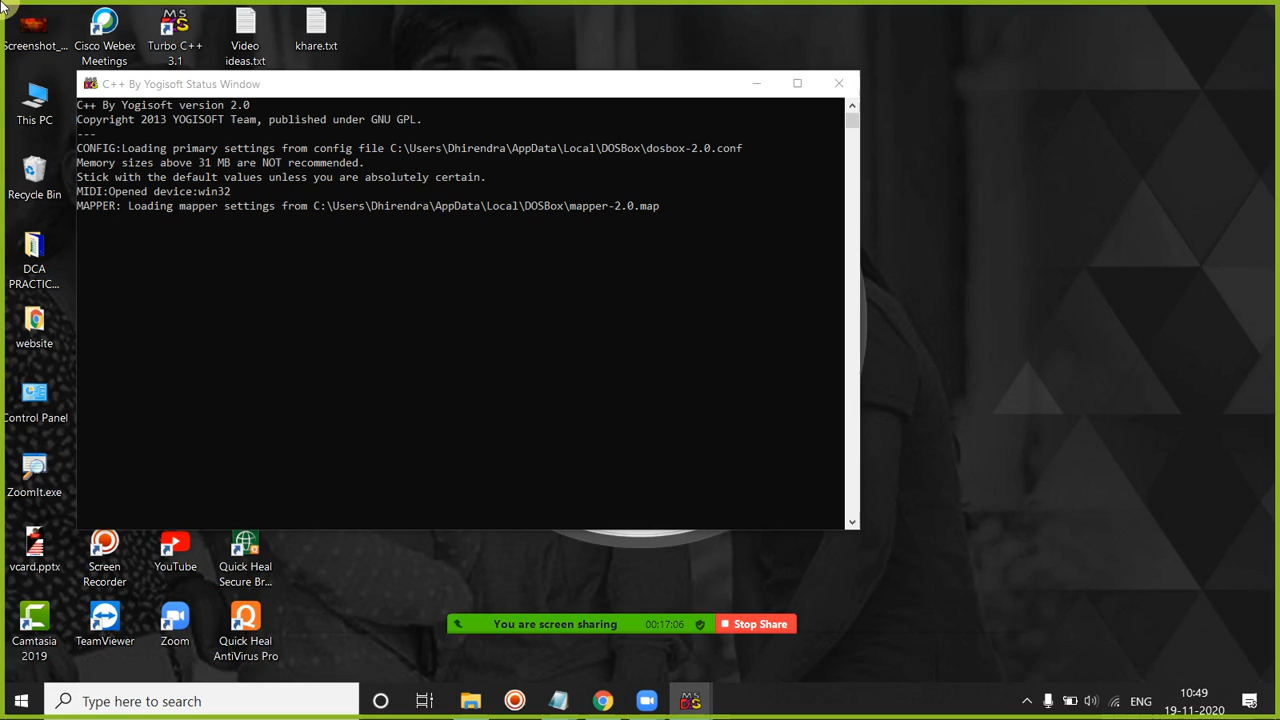 Screenshot_...
Cisco Webex
Meetings
Turbo C++
3.1
Video
ideas.txt
khare.txt
C++ By Yogisoft Status Window
C++ By Yogisoft version 2.0
Copyright 2013 YOGISOFT Team, published under GNU GPL.
---
CONFIG:Loading primary settings from config file C:\Users\Dhirendra\AppData\Local\DOSBox\dosbox-2.0.conf
Memory sizes above 31 MB are NOT recommended.
Stick with the default values unless you are absolutely certain.
MIDI:Opened device:win32
MAPPER: Loading mapper settings from C:\Users\Dhirendra\AppData\Local\DOSBox\mapper-2.0.map
This PC
Recycle Bin
DCA
PRACTIC...
website
Control Panel
ZoomIt.exe
vcard.pptx
Screen
Recorder
YouTube
Quick Heal
Secure Br...
Camtasia
2019
TeamViewer
Zoom
Quick Heal
AntiVirus Pro
You are screen sharing
00:17:06
Stop Share
Type here to search
ENG
10:49
19-11-2020